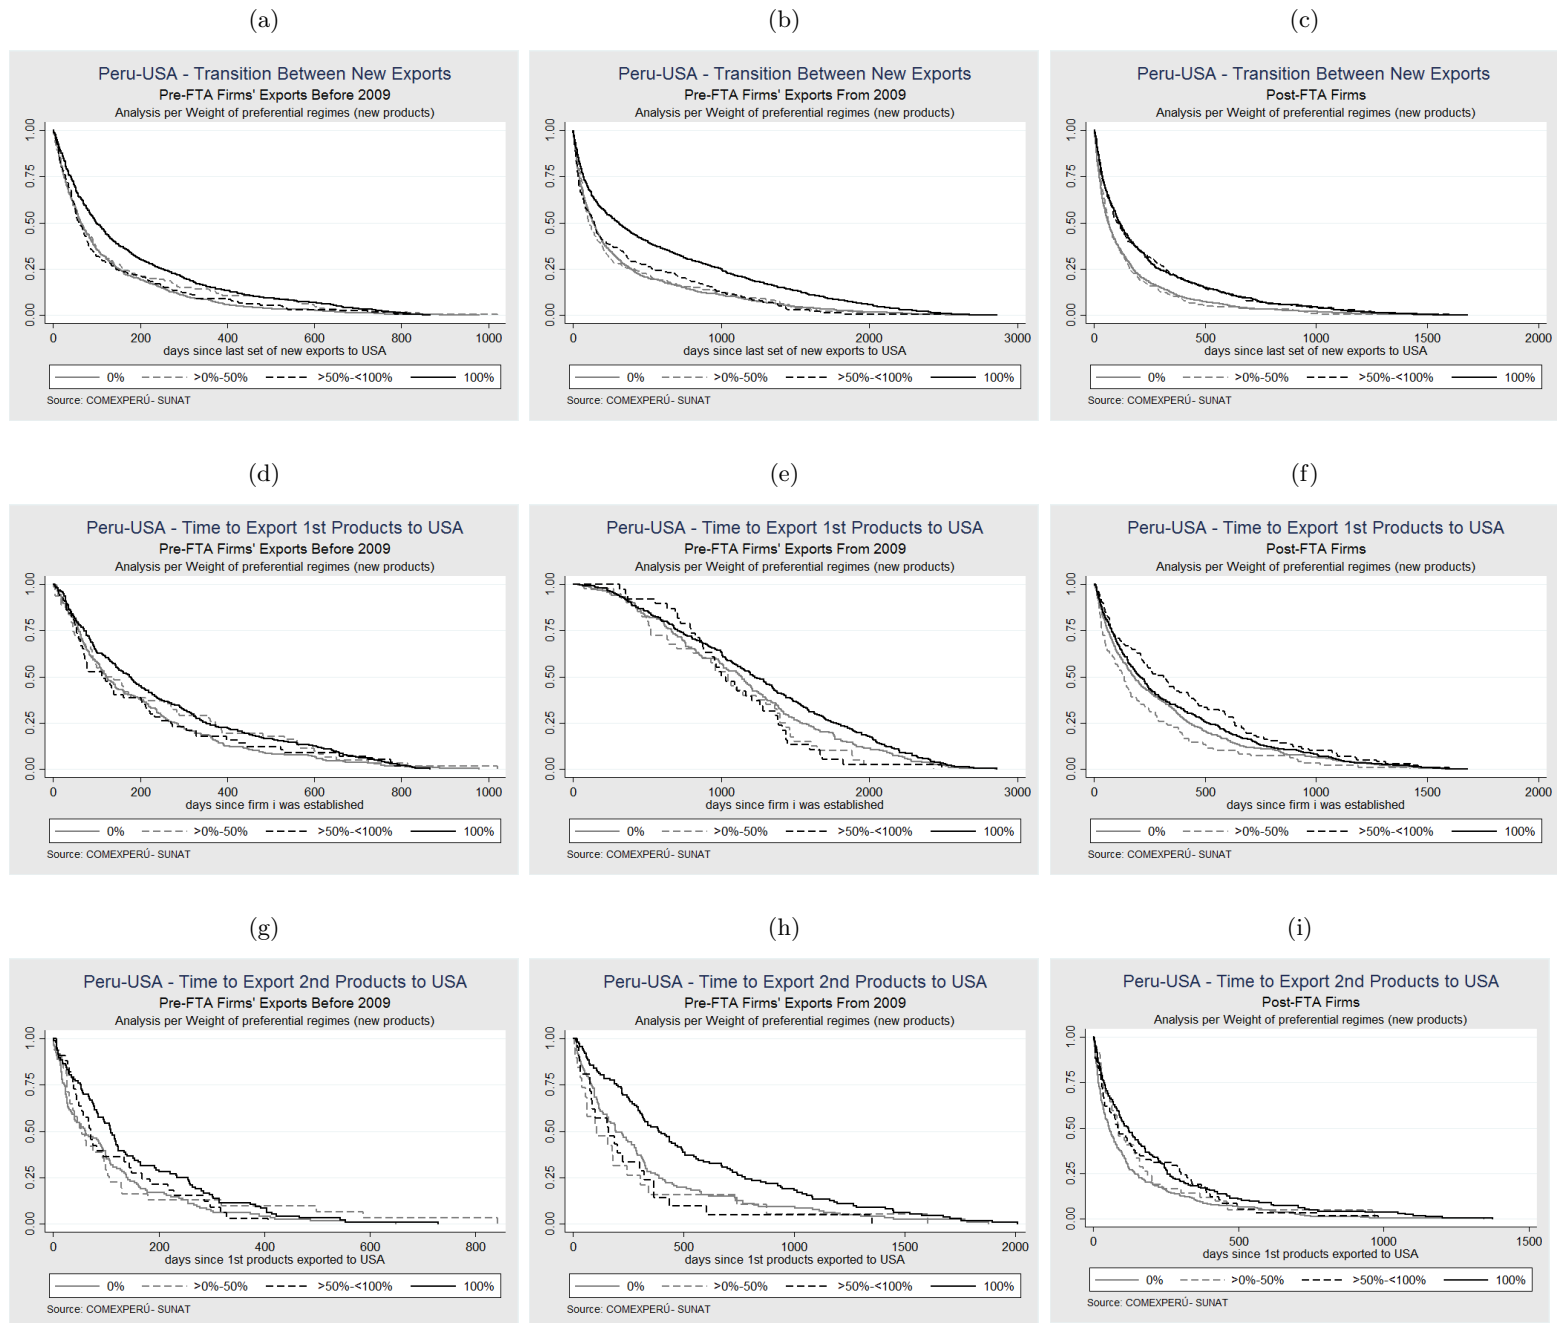 (a)
(b)
(c)
Peru-USA - Transition Between New Exports
Pre-FTA Firms' Exports Before 2009
Analysis per Weight of preferential regimes (new products)
1.00
0.75
0.50
0.25
0.00
0 200 400 600 800 1000
days since last set of new exports to USA
0% >0%-50% >50%-<100% 100%
Source: COMEXPERÚ- SUNAT
Peru-USA - Transition Between New Exports
Pre-FTA Firms' Exports From 2009
Analysis per Weight of preferential regimes (new products)
1.00
0.75
0.50
0.25
0.00
0 1000 2000 3000
days since last set of new exports to USA
0% >0%-50% >50%-<100% 100%
Source: COMEXPERÚ- SUNAT
Peru-USA - Transition Between New Exports
Post-FTA Firms
Analysis per Weight of preferential regimes (new products)
1.00
0.75
0.50
0.25
0.00
0 500 1000 1500 2000
days since last set of new exports to USA
0% >0%-50% >50%-<100% 100%
Source: COMEXPERÚ- SUNAT
(d)
(e)
(f)
Peru-USA - Time to Export 1st Products to USA
Pre-FTA Firms' Exports Before 2009
Analysis per Weight of preferential regimes (new products)
1.00
0.75
0.50
0.25
0.00
0 200 400 600 800 1000
days since firm i was established
0% >0%-50% >50%-<100% 100%
Source: COMEXPERÚ- SUNAT
Peru-USA - Time to Export 1st Products to USA
Pre-FTA Firms' Exports From 2009
Analysis per Weight of preferential regimes (new products)
1.00
0.75
0.50
0.25
0.00
0 1000 2000 3000
days since firm i was established
0% >0%-50% >50%-<100% 100%
Source: COMEXPERÚ- SUNAT
Peru-USA - Time to Export 1st Products to USA
Post-FTA Firms
Analysis per Weight of preferential regimes (new products)
1.00
0.75
0.50
0.25
0.00
0 500 1000 1500 2000
days since firm i was established
0% >0%-50% >50%-<100% 100%
Source: COMEXPERÚ- SUNAT
(g)
(h)
(i)
Peru-USA - Time to Export 2nd Products to USA
Pre-FTA Firms' Exports Before 2009
Analysis per Weight of preferential regimes (new products)
1.00
0.75
0.50
0.25
0.00
0 200 400 600 800
days since 1st products exported to USA
0% >0%-50% >50%-<100% 100%
Source: COMEXPERÚ- SUNAT
Peru-USA - Time to Export 2nd Products to USA
Pre-FTA Firms' Exports From 2009
Analysis per Weight of preferential regimes (new products)
1.00
0.75
0.50
0.25
0.00
0 500 1000 1500 2000
days since 1st products exported to USA
0% >0%-50% >50%-<100% 100%
Source: COMEXPERÚ- SUNAT
Peru-USA - Time to Export 2nd Products to USA
Post-FTA Firms
Analysis per Weight of preferential regimes (new products)
1.00
0.75
0.50
0.25
0.00
0 500 1000 1500
days since 1st products exported to USA
0% >0%-50% >50%-<100% 100%
Source: COMEXPERÚ- SUNAT